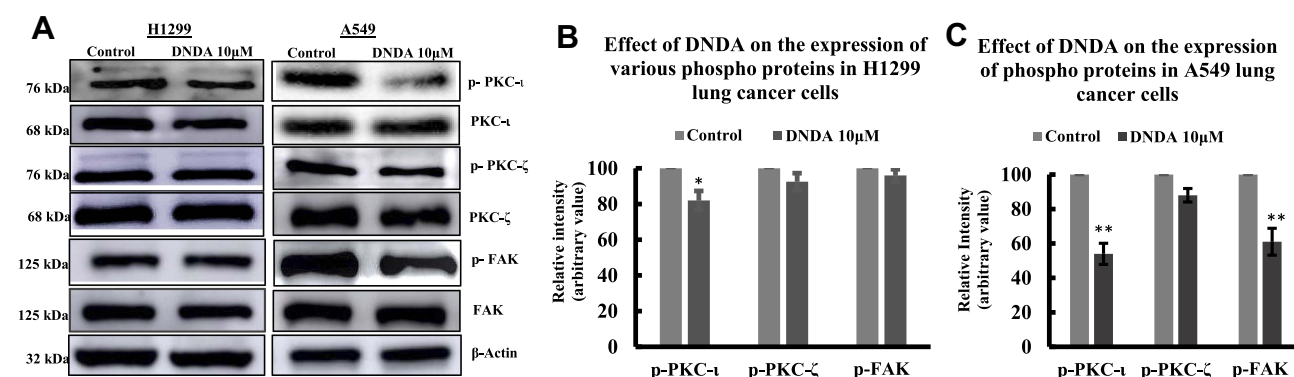 A
H1299
A549
Control DNDA 10µM
Control DNDA 10µM
76 kDa
p- PKC-ι
68 kDa
PKC-ι
76 kDa
p- PKC-ζ
68 kDa
PKC-ζ
125 kDa
p- FAK
125 kDa
FAK
32 kDa
β-Actin
B
Effect of DNDA on the expression of
various phospho proteins in H1299
lung cancer cells
Control DNDA 10µM
Relative intensity
(arbitrary value)
100
80
60
40
20
0
*
p-PKC-ι p-PKC-ζ p-FAK
C
Effect of DNDA on the expression
of phospho proteins in A549 lung
cancer cells
Control DNDA 10µM
Relative Intensity
(arbitrary value)
100
80
60
40
20
0
**
**
p-PKC-ι p-PKC-ζ p-FAK